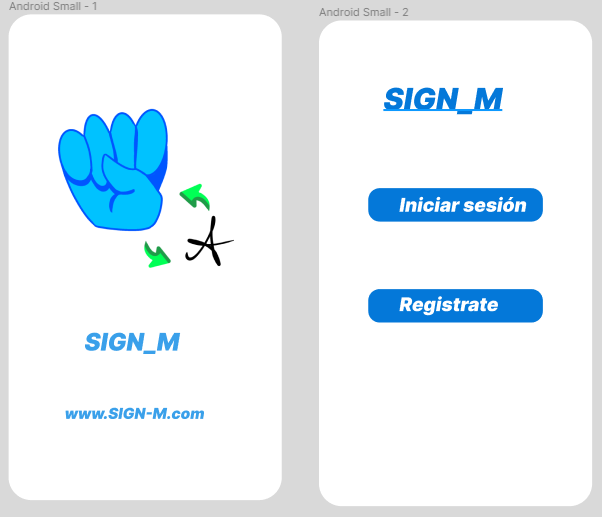 Android Small - 1
A
SIGN_M
www.SIGN-M.com
Android Small - 2
SIGN_M
Iniciar sesión
Registrate